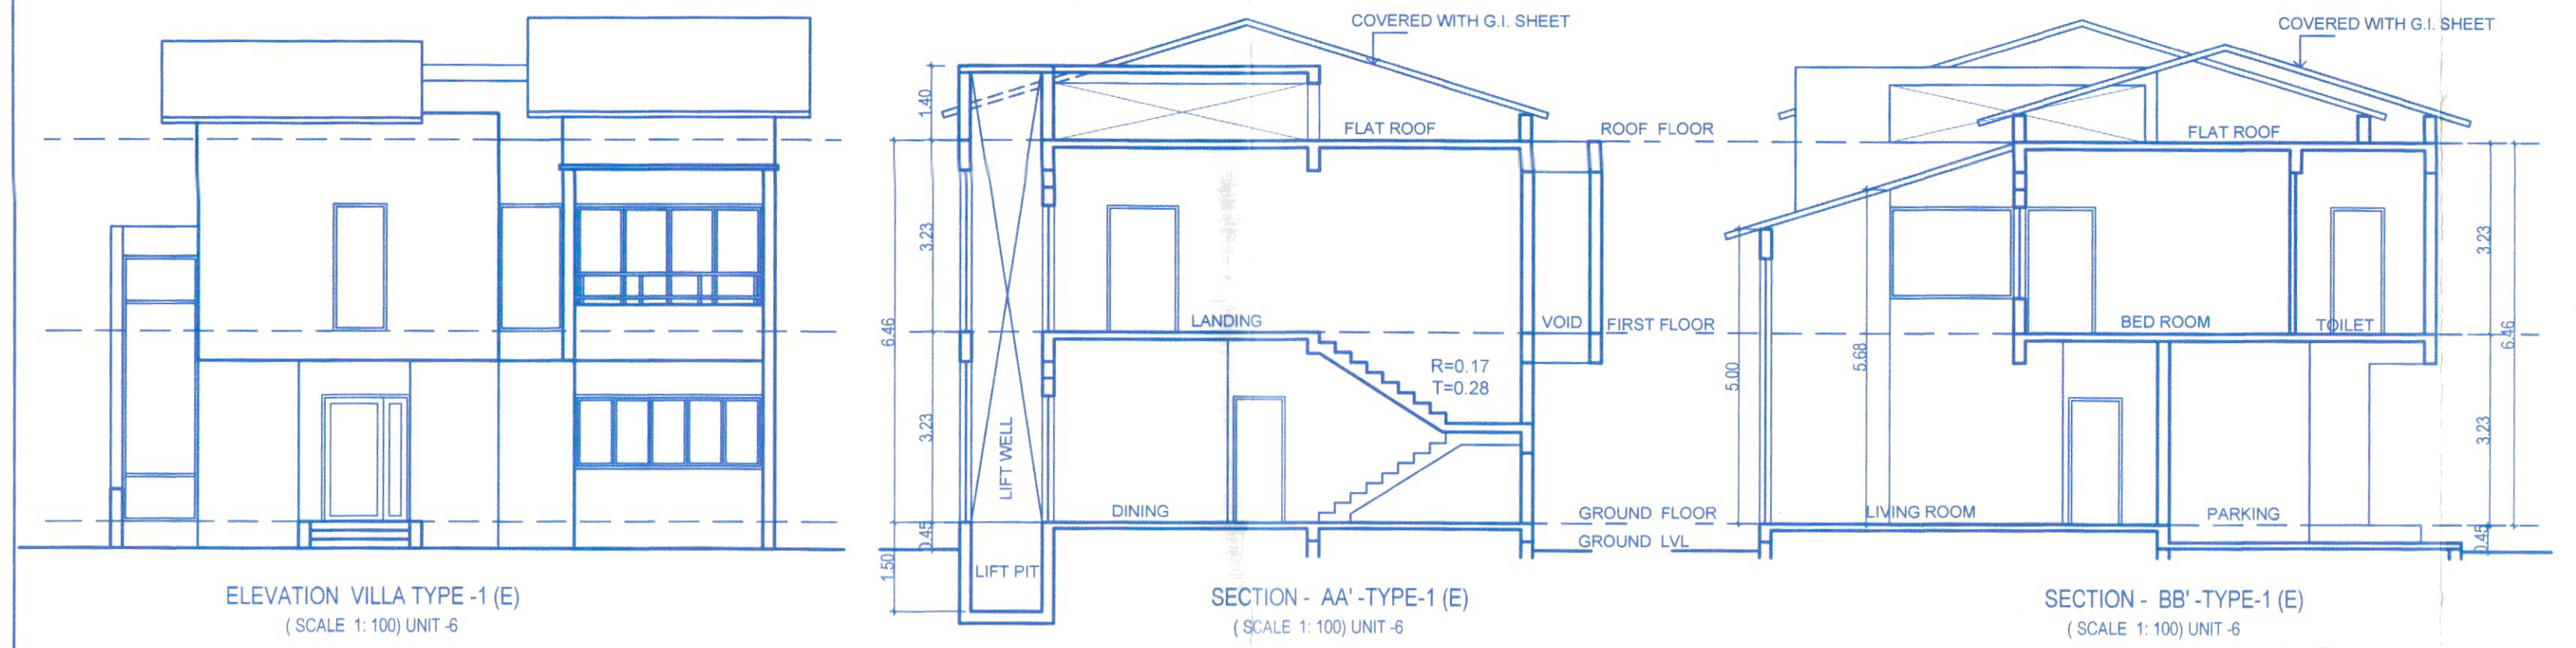 ELEVATION VILLA TYPE -1 (E)
( SCALE 1: 100) UNIT -6
COVERED WITH G.I. SHEET
1.40
FLAT ROOF
ROOF FLOOR
3.23
6.46
LANDING
VOID
FIRST FLOOR
R=0.17
T=0.28
3.23
LIFT WELL
DINING
GROUND FLOOR
0.45
GROUND LVL
1.50
LIFT PIT
SECTION - AA' -TYPE-1 (E)
( SCALE 1: 100) UNIT -6
COVERED WITH G.I. SHEET
FLAT ROOF
3.23
BED ROOM
TOILET
6.46
5.00
5.68
3.23
LIVING ROOM
PARKING
0.45
SECTION - BB' -TYPE-1 (E)
( SCALE 1: 100) UNIT -6